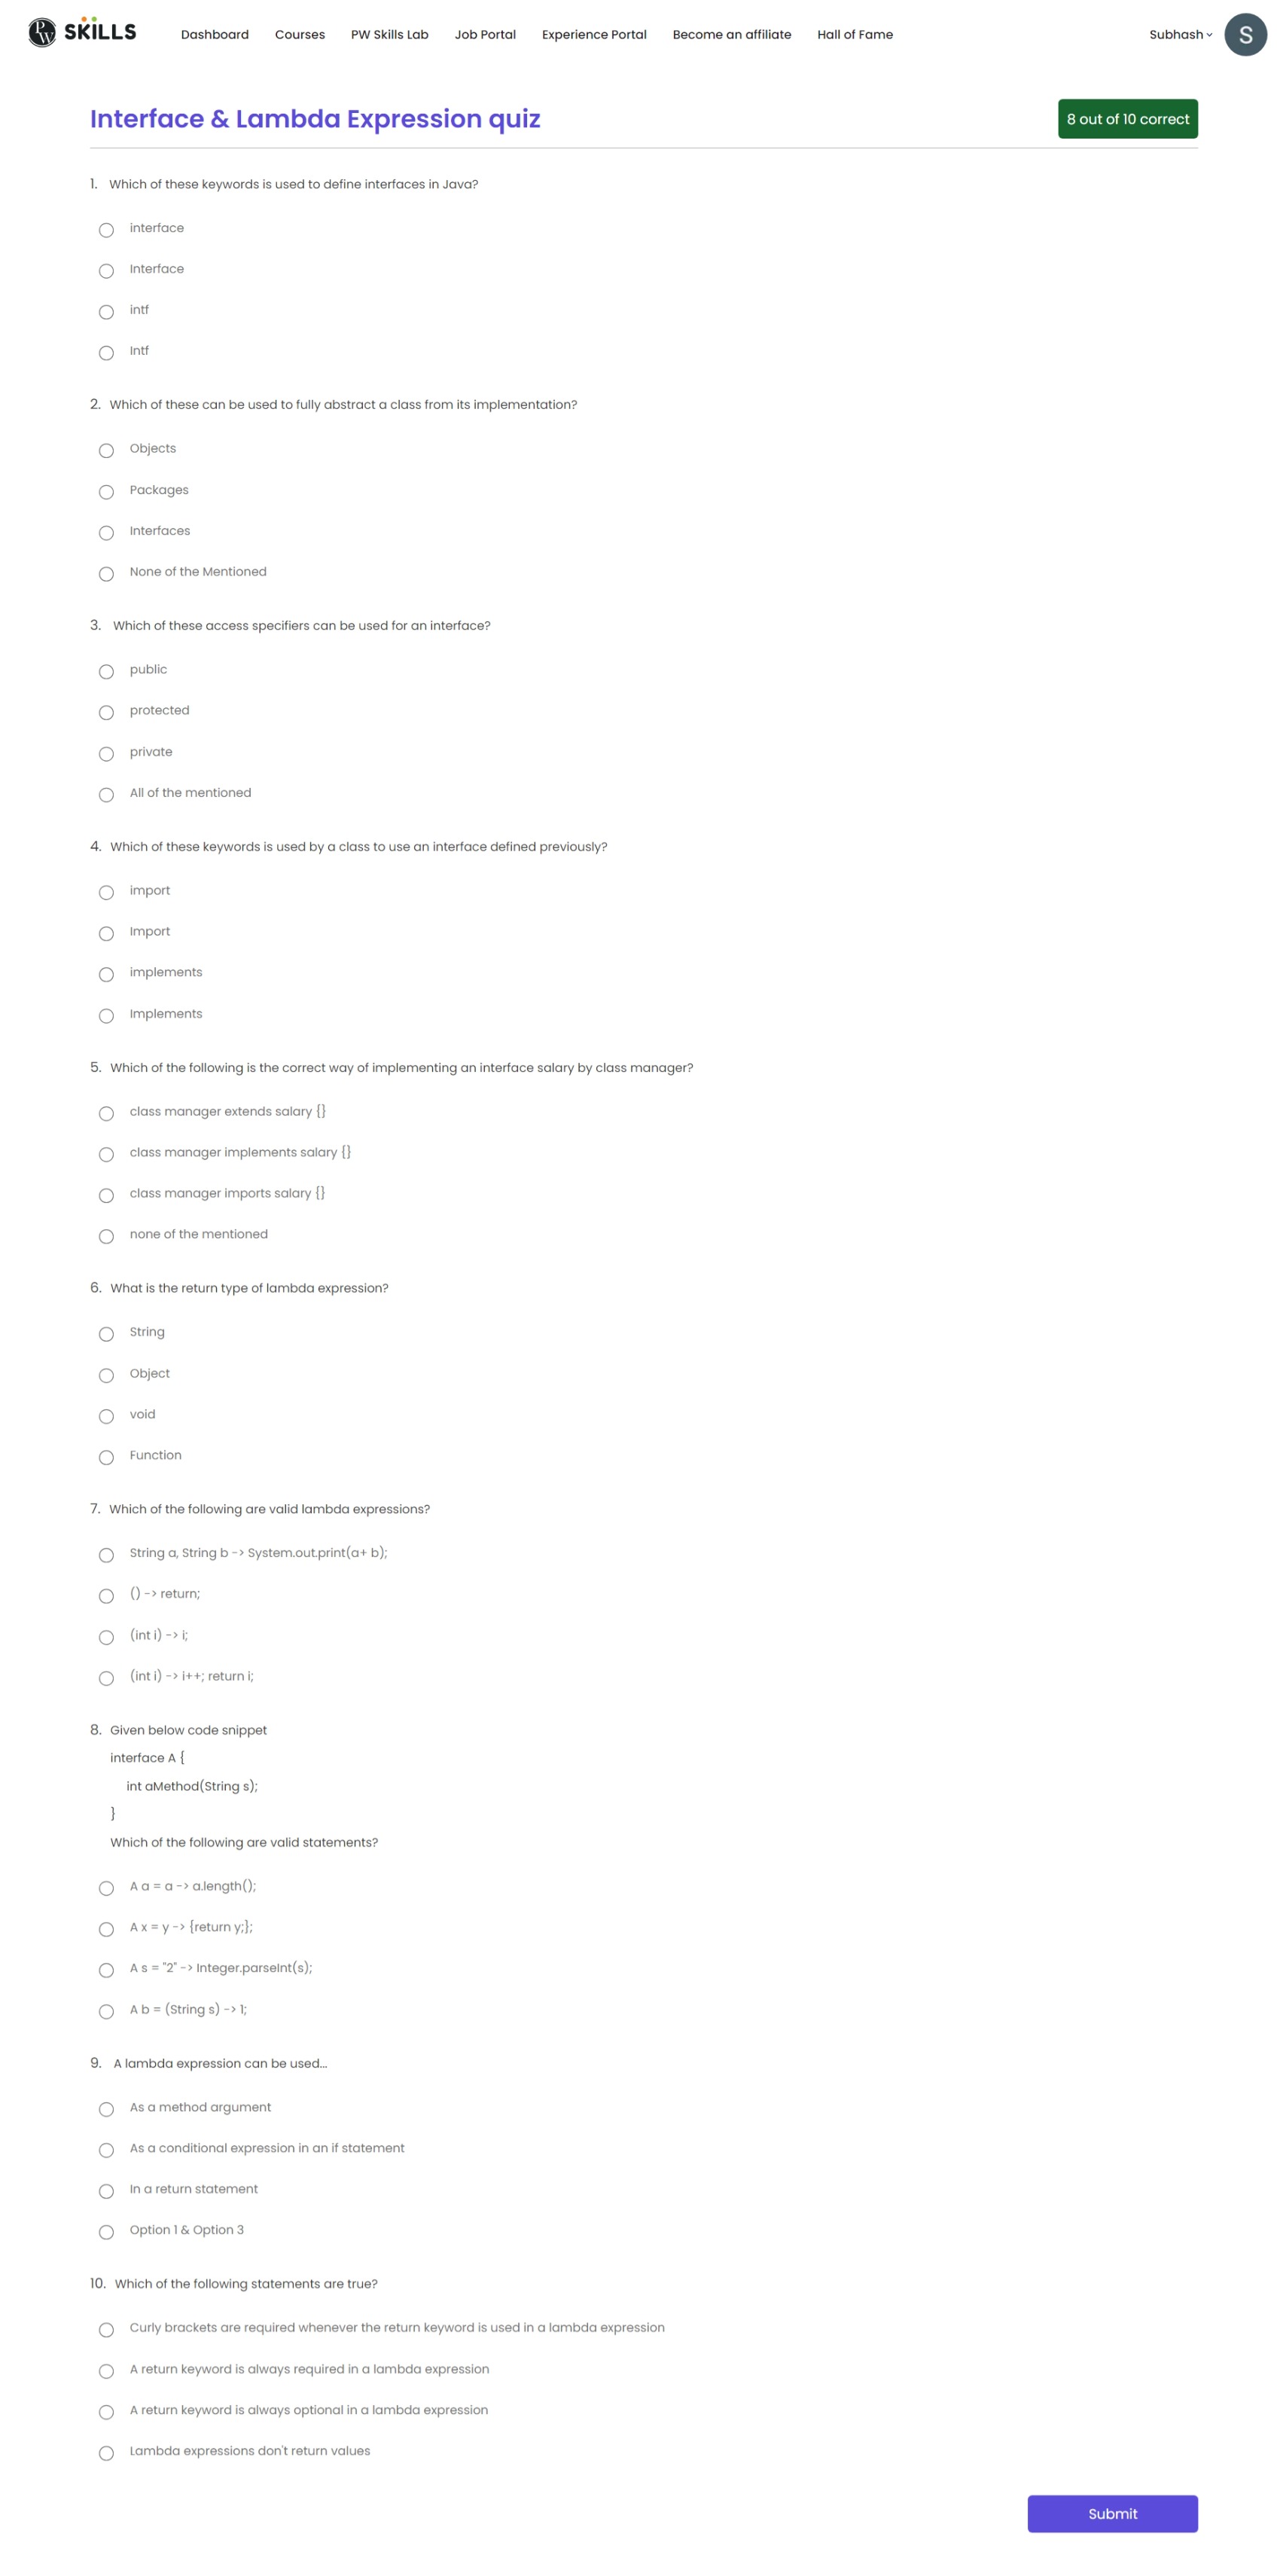 PW SKILLS Dashboard Courses PW Skills Lab Job Portal Experience Portal Become an affiliate Hall of Fame Subhash S
Interface & Lambda Expression quiz 8 out of 10 correct
1. Which of these keywords is used to define interfaces in Java?
interface
Interface
intf
Intf
2. Which of these can be used to fully abstract a class from its implementation?
Objects
Packages
Interfaces
None of the Mentioned
3. Which of these access specifiers can be used for an interface?
public
protected
private
All of the mentioned
4. Which of these keywords is used by a class to use an interface defined previously?
import
Import
implements
Implements
5. Which of the following is the correct way of implementing an interface salary by class manager?
class manager extends salary {}
class manager implements salary {}
class manager imports salary {}
none of the mentioned
6. What is the return type of lambda expression?
String
Object
void
Function
7. Which of the following are valid lambda expressions?
String a, String b -> System.out.print(a+ b);
() -> return;
(int i) -> i;
(int i) -> i++; return i;
8. Given below code snippet
interface A {
int aMethod(String s);
}
Which of the following are valid statements?
A a = a -> a.length();
A x = y -> {return y;};
A s = "2" -> Integer.parseInt(s);
A b = (String s) -> 1;
9. A lambda expression can be used...
As a method argument
As a conditional expression in an if statement
In a return statement
Option 1 & Option 3
10. Which of the following statements are true?
Curly brackets are required whenever the return keyword is used in a lambda expression
A return keyword is always required in a lambda expression
A return keyword is always optional in a lambda expression
Lambda expressions don't return values
Submit